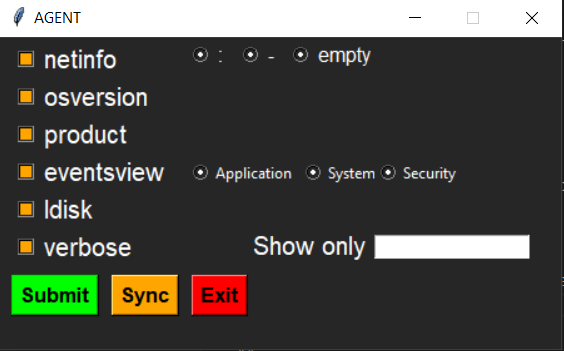 AGENT
netinfo : - empty
osversion
product
eventsview Application System Security
ldisk
verbose Show only
Submit Sync Exit